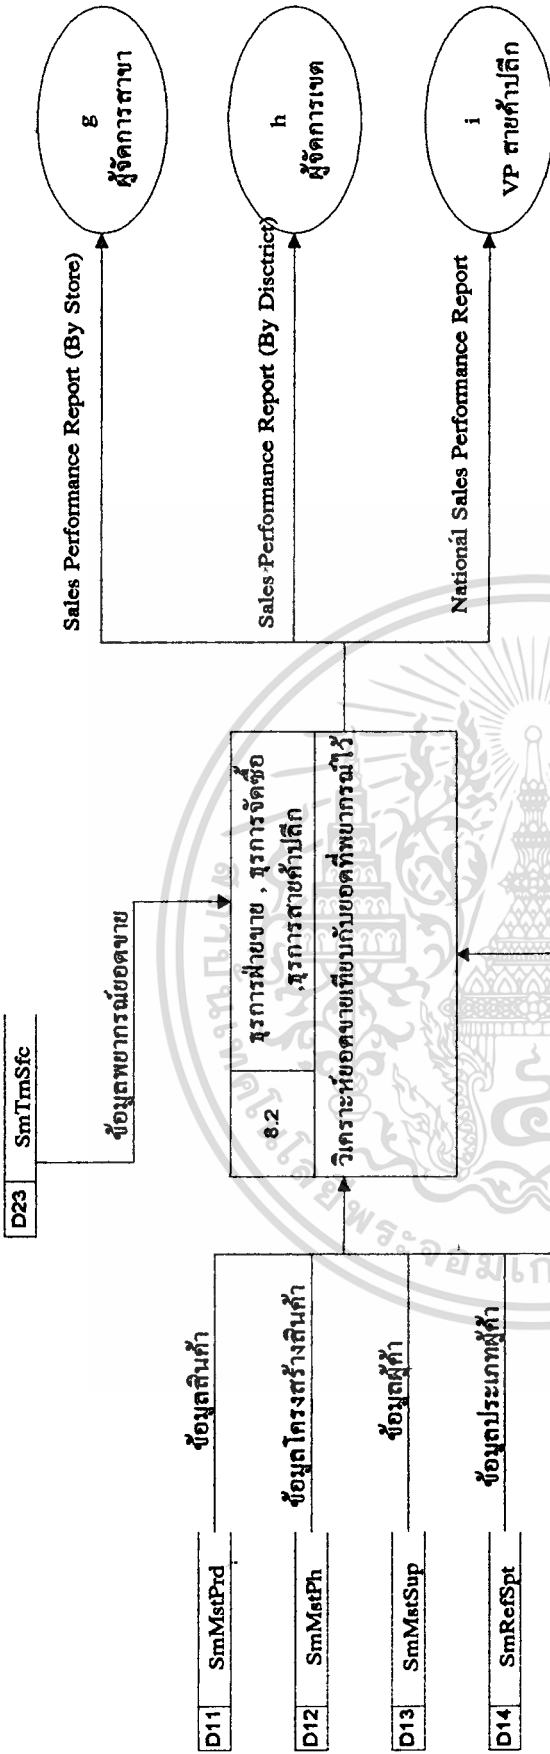 D23 SmTrnSfc
ข้อมูลพยากรณ์ยอดขาย
D11 SmMstPrd
ข้อมูลสินค้า
D12 SmMstPh
ข้อมูลโครงสร้างสินค้า
D13 SmMstSup
ข้อมูลผู้ค้า
D14 SmRefSpt
ข้อมูลประเภทผู้ค้า
8.2
ธุรการฝ่ายขาย , ธุรการจัดซื้อ
,ธุรการสายค้าปลีก
วิเคราะห์ยอดขายเทียบกับยอดที่พยากรณ์ไว้
Sales Performance Report (By Store)
g
ผู้จัดการสาขา
Sales Performance Report (By Disctrict)
h
ผู้จัดการเขต
National Sales Performance Report
i
VP สายค้าปลีก